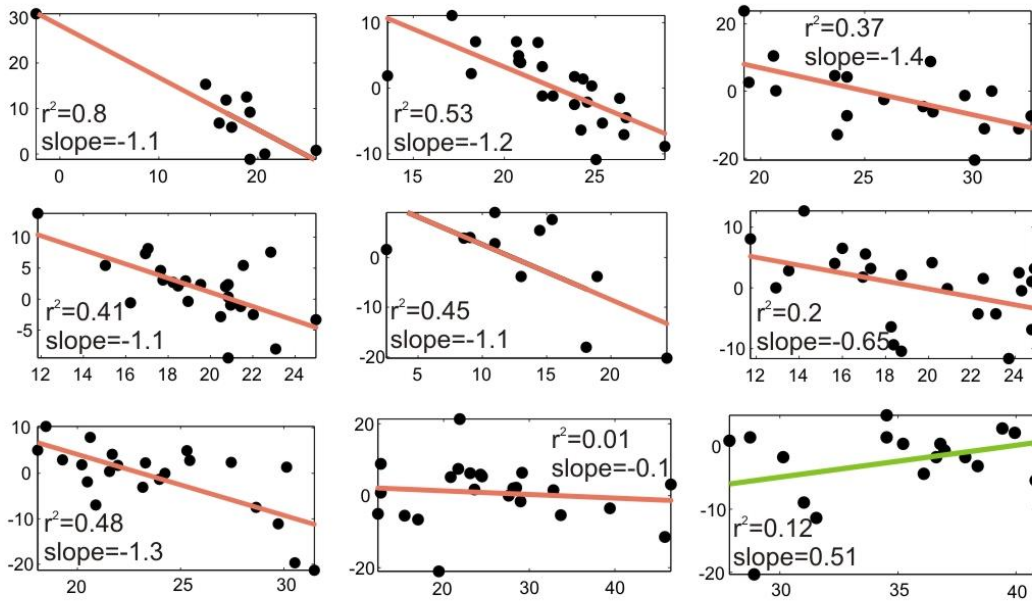 30
20
10
0
r²=0.8
slope=-1.1
0 10 20
10
0
-10
r²=0.53
slope=-1.2
15 20 25
20
0
-20
r²=0.37
slope=-1.4
20 25 30
10
5
0
-5
r²=0.41
slope=-1.1
12 14 16 18 20 22 24
0
-10
-20
r²=0.45
slope=-1.1
5 10 15 20
10
0
-10
r²=0.2
slope=-0.65
12 14 16 18 20 22 24
10
0
-10
-20
r²=0.48
slope=-1.3
20 25 30
20
0
-20
r²=0.01
slope=-0.1
20 30 40
0
-10
-20
r²=0.12
slope=0.51
30 35 40